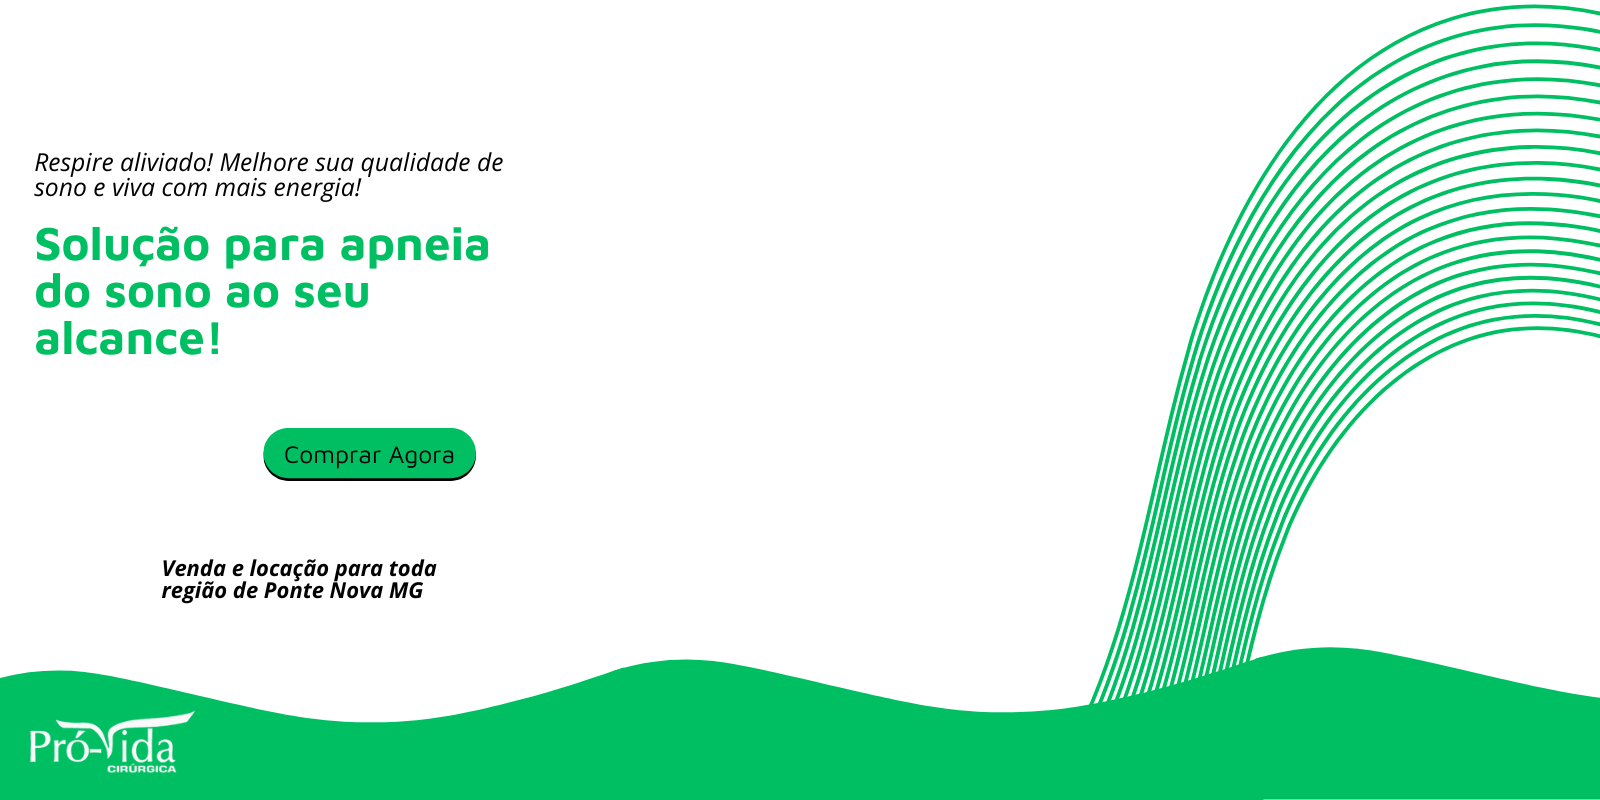 Respire aliviado! Melhore sua qualidade de
sono e viva com mais energia!
Solução para apneia
do sono ao seu
alcance!
Comprar Agora
Venda e locação para toda
região de Ponte Nova MG
Pró-Vida
CIRÚRGICA